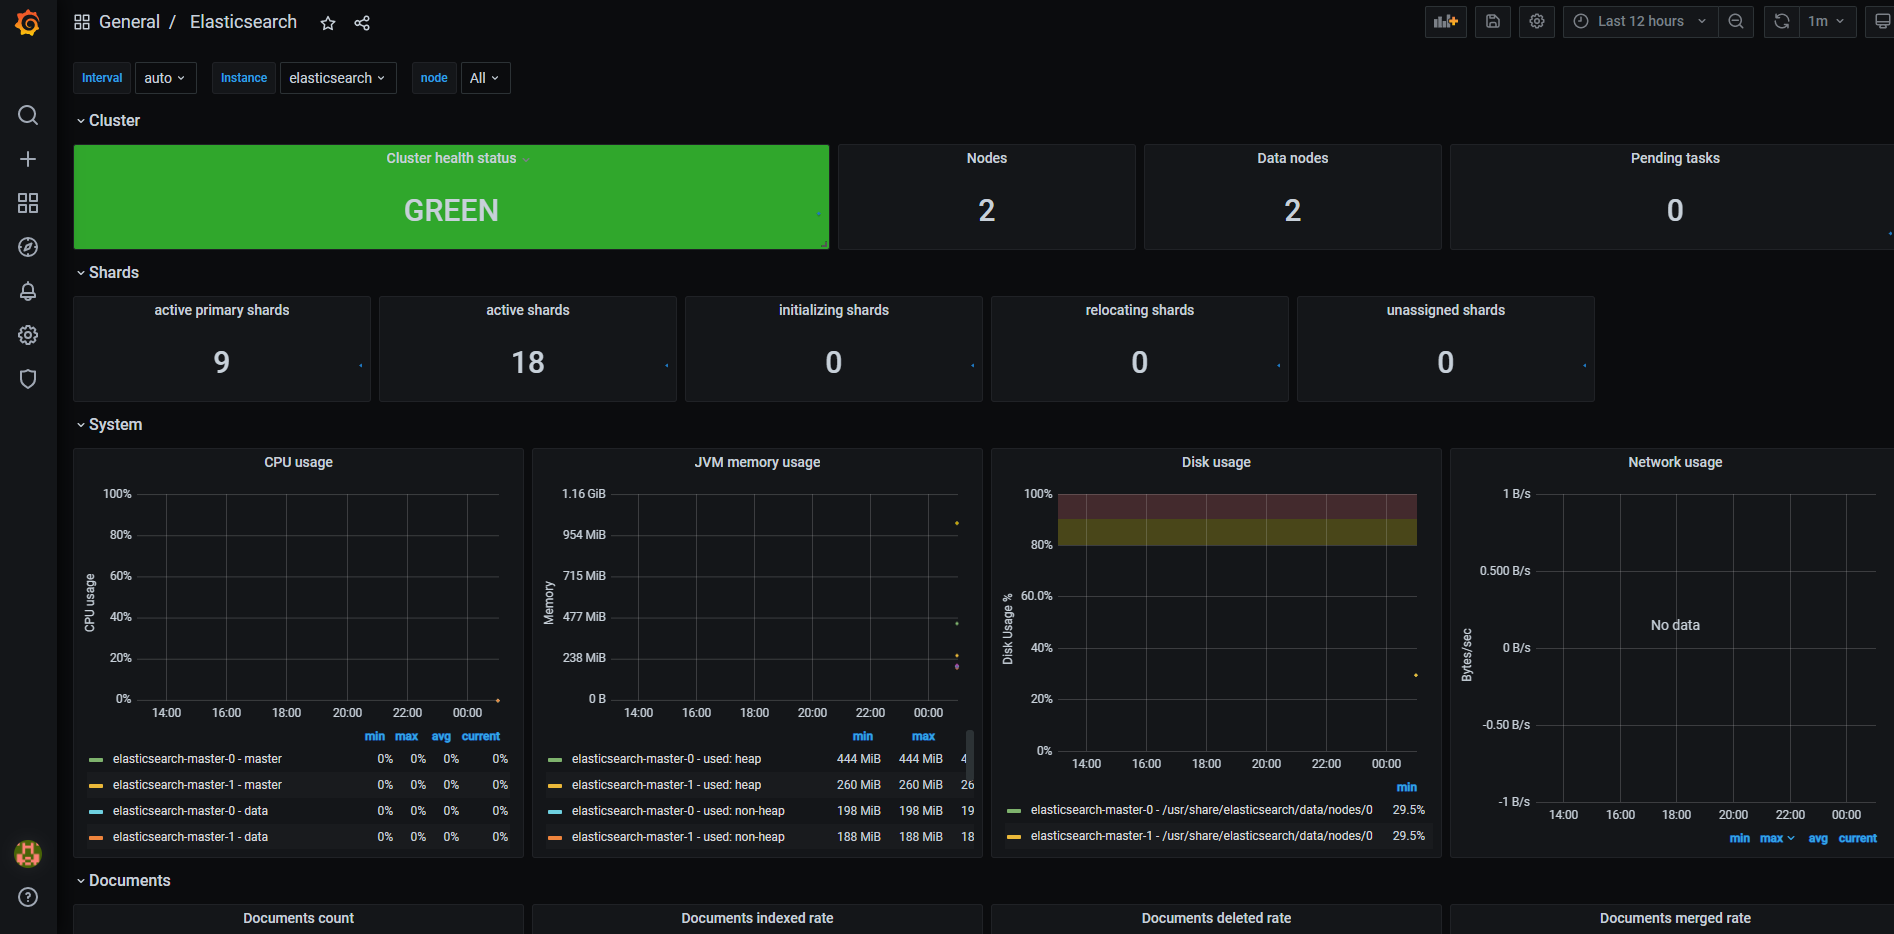 General / Elasticsearch
Last 12 hours
1m
Interval auto Instance elasticsearch node All
Cluster
Cluster health status
GREEN
Nodes
2
Data nodes
2
Pending tasks
0
Shards
active primary shards
9
active shards
18
initializing shards
0
relocating shards
0
unassigned shards
0
System
CPU usage
CPU usage
100%
80%
60%
40%
20%
0%
14:00 16:00 18:00 20:00 22:00 00:00
min max avg current
elasticsearch-master-0 - master 0% 0% 0% 0%
elasticsearch-master-1 - master 0% 0% 0% 0%
elasticsearch-master-0 - data 0% 0% 0% 0%
elasticsearch-master-1 - data 0% 0% 0% 0%
JVM memory usage
Memory
1.16 GiB
954 MiB
715 MiB
477 MiB
238 MiB
0 B
14:00 16:00 18:00 20:00 22:00 00:00
min max
elasticsearch-master-0 - used: heap 444 MiB 444 MiB 4
elasticsearch-master-1 - used: heap 260 MiB 260 MiB 26
elasticsearch-master-0 - used: non-heap 198 MiB 198 MiB 19
elasticsearch-master-1 - used: non-heap 188 MiB 188 MiB 18
Disk usage
Disk Usage %
100%
80%
60.0%
40%
20%
0%
14:00 16:00 18:00 20:00 22:00 00:00
min
elasticsearch-master-0 - /usr/share/elasticsearch/data/nodes/0 29.5%
elasticsearch-master-1 - /usr/share/elasticsearch/data/nodes/0 29.5%
Network usage
Bytes/sec
1 B/s
0.500 B/s
0 B/s
-0.50 B/s
-1 B/s
No data
14:00 16:00 18:00 20:00 22:00 00:00
min max avg current
Documents
Documents count
Documents indexed rate
Documents deleted rate
Documents merged rate